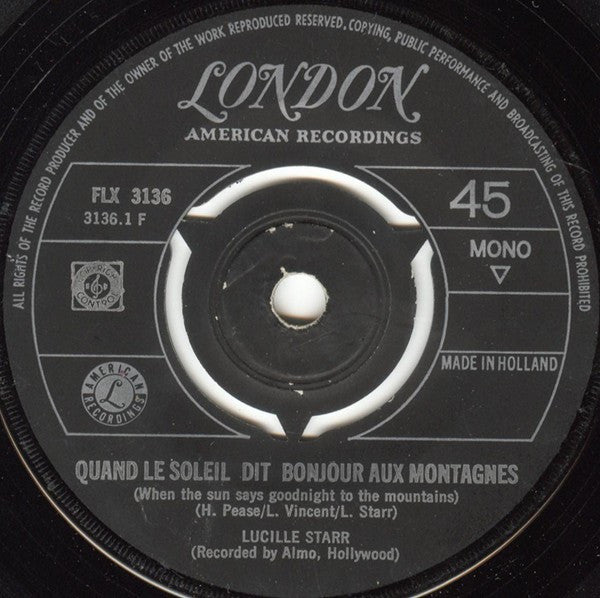 ALL RIGHTS OF THE RECORD PRODUCER AND OF THE OWNER OF THE WORK REPRODUCED RESERVED. COPYING, PUBLIC PERFORMANCE AND BROADCASTING OF THIS RECORD PROHIBITED
LONDON
AMERICAN RECORDINGS
FLX 3136
3136.1 F
45
MONO
MADE IN HOLLAND
AMERICAN
L
RECORDINGS
QUAND LE SOLEIL DIT BONJOUR AUX MONTAGNES
(When the sun says goodnight to the mountains)
(H. Pease/L. Vincent/L. Starr)
LUCILLE STARR
(Recorded by Almo, Hollywood)